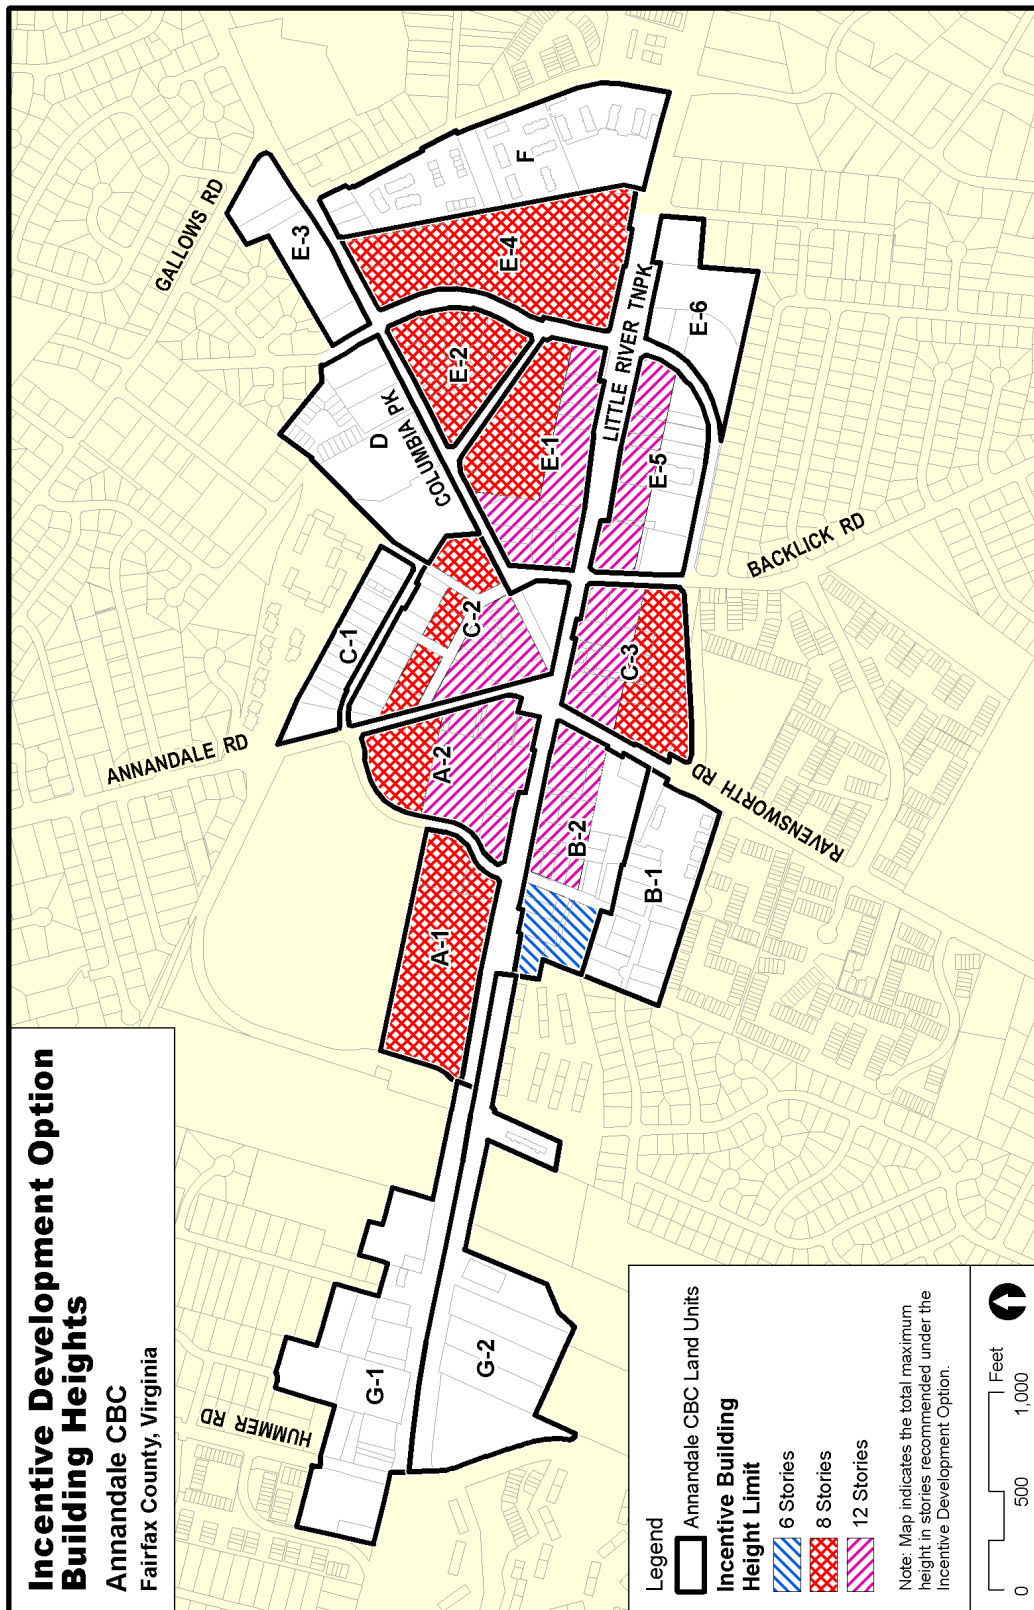 Incentive Development Option
Building Heights
Annandale CBC
Fairfax County, Virginia
HUMMER RD
G-1
G-2
ANNANDALE RD
GALLOWS RD
COLUMBIA PK
LITTLE RIVER TNPK
BACKLICK RD
RAVENSWORTH RD
A-1
A-2
B-1
B-2
C-1
C-2
C-3
D
E-1
E-2
E-3
E-4
E-5
E-6
F
Legend
Annandale CBC Land Units
Incentive Building
Height Limit
6 Stories
8 Stories
12 Stories
Note: Map indicates the total maximum
height in stories recommended under the
Incentive Development Option.
Feet
0 500 1,000